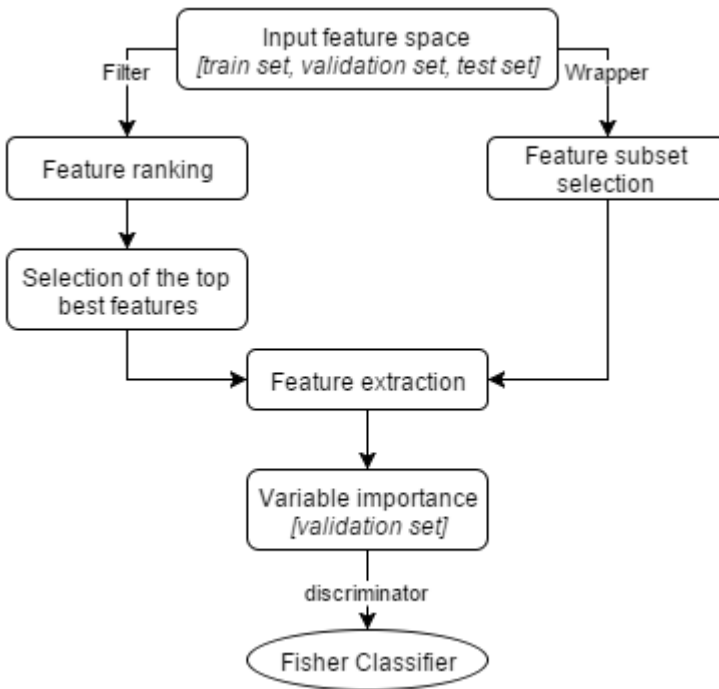 Input feature space
[train set, validation set, test set]
Filter
Wrapper
Feature ranking
Feature subset
selection
Selection of the top
best features
Feature extraction
Variable importance
[validation set]
discriminator
Fisher Classifier